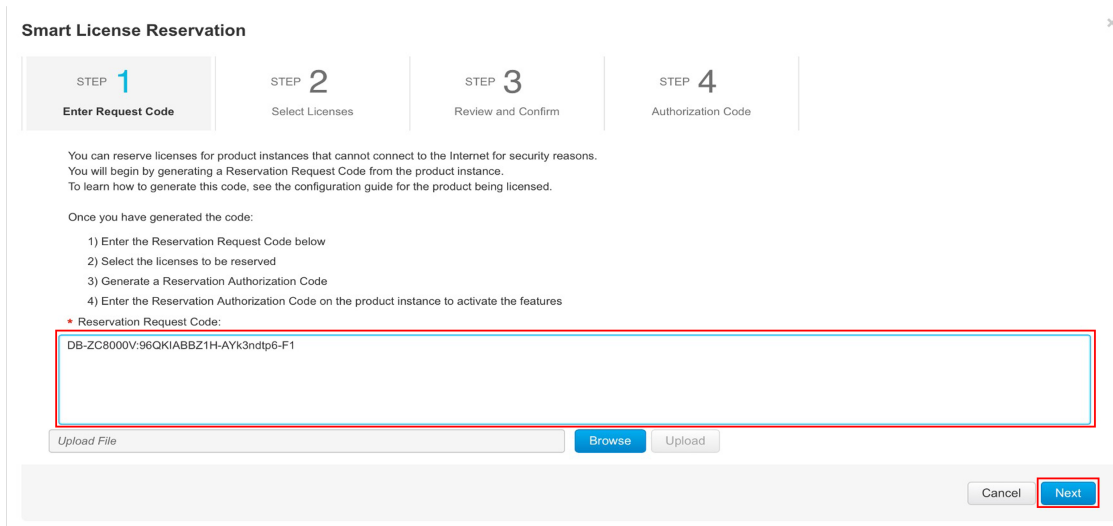 Smart License Reservation
STEP 1
Enter Request Code
STEP 2
Select Licenses
STEP 3
Review and Confirm
STEP 4
Authorization Code
You can reserve licenses for product instances that cannot connect to the Internet for security reasons.
You will begin by generating a Reservation Request Code from the product instance.
To learn how to generate this code, see the configuration guide for the product being licensed.
Once you have generated the code:
1) Enter the Reservation Request Code below
2) Select the licenses to be reserved
3) Generate a Reservation Authorization Code
4) Enter the Reservation Authorization Code on the product instance to activate the features
* Reservation Request Code:
DB-ZC8000V:96QKIABBZ1H-AYk3ndtp6-F1
Upload File
Browse
Upload
Cancel
Next